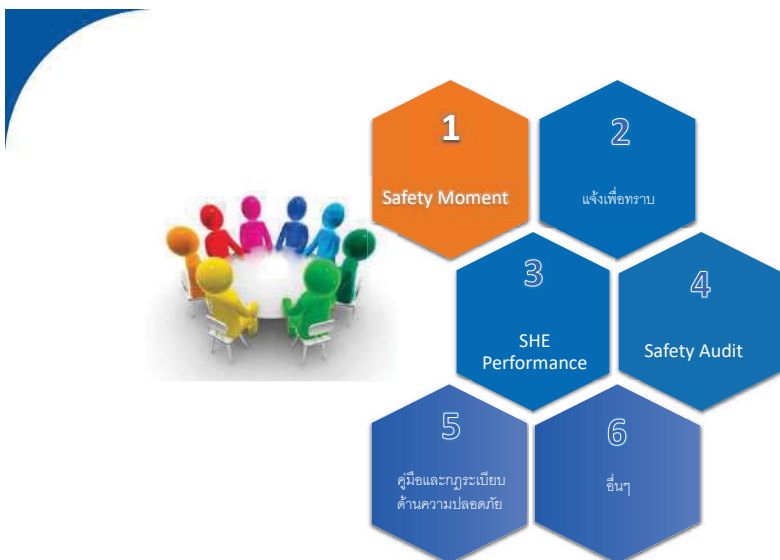 1
Safety Moment
2
แจ้งเพื่อทราบ
3
SHE
Performance
4
Safety Audit
5
คู่มือและกฎระเบียบ
ด้านความปลอดภัย
6
อื่นๆ